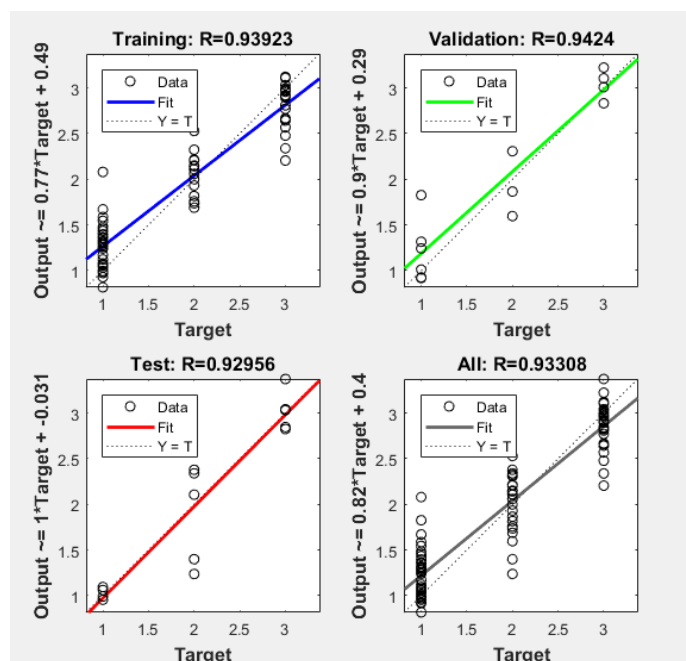 Training: R=0.93923
Output ~= 0.77*Target + 0.49
Data
Fit
Y = T
3
2.5
2
1.5
1
1 1.5 2 2.5 3
Target
Validation: R=0.9424
Output ~= 0.9*Target + 0.29
Data
Fit
Y = T
3
2.5
2
1.5
1
1 1.5 2 2.5 3
Target
Test: R=0.92956
Output ~= 1*Target + -0.031
Data
Fit
Y = T
3
2.5
2
1.5
1
1 1.5 2 2.5 3
Target
All: R=0.93308
Output ~= 0.82*Target + 0.4
Data
Fit
Y = T
3
2.5
2
1.5
1
1 1.5 2 2.5 3
Target